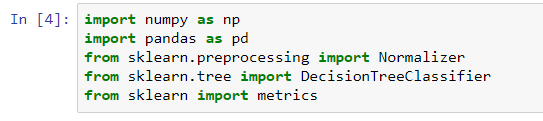 In [4]: import numpy as np
import pandas as pd
from sklearn.preprocessing import Normalizer
from sklearn.tree import DecisionTreeClassifier
from sklearn import metrics